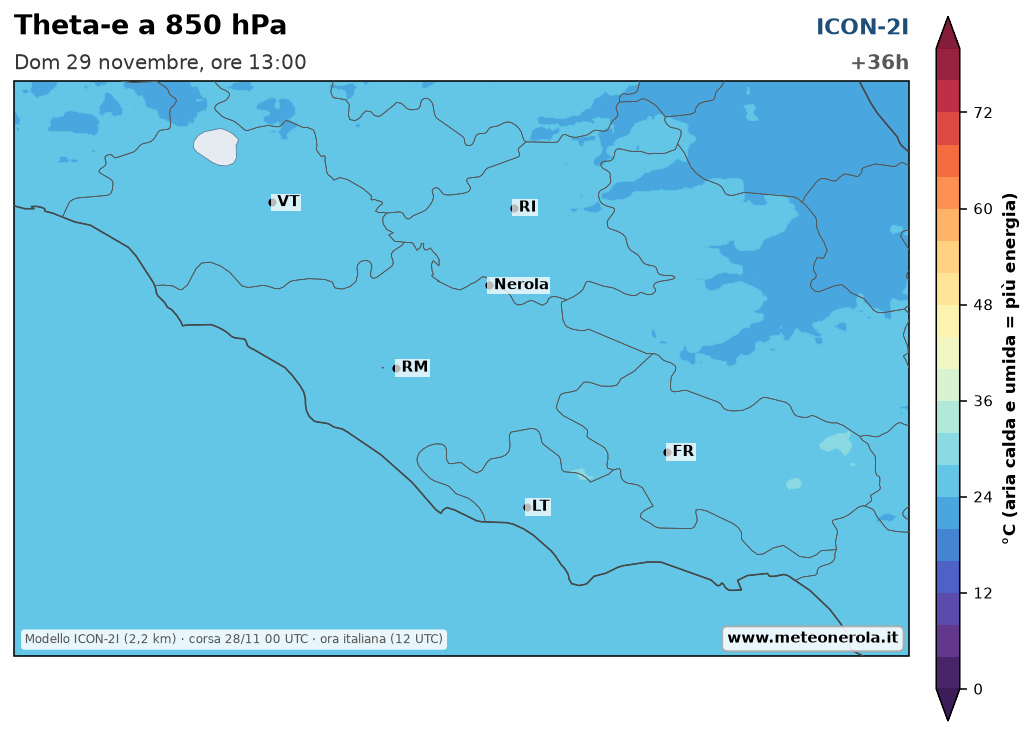 Theta-e a 850 hPa
ICON-2I
Dom 29 novembre, ore 13:00
+36h
VT
RI
Nerola
RM
FR
LT
Modello ICON-2I (2,2 km) · corsa 28/11 00 UTC · ora italiana (12 UTC)
www.meteonerola.it
72
60
48
36
24
12
0
°C (aria calda e umida = più energia)